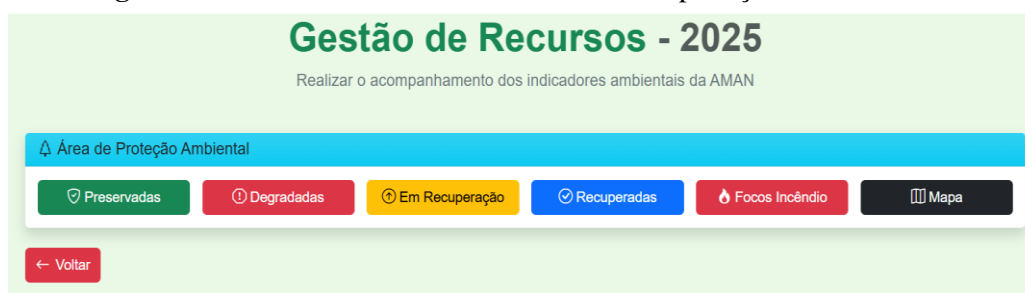 Gestão de Recursos - 2025
Realizar o acompanhamento dos indicadores ambientais da AMAN
Área de Proteção Ambiental
Preservadas Degradadas Em Recuperação Recuperadas Focos Incêndio Mapa
← Voltar